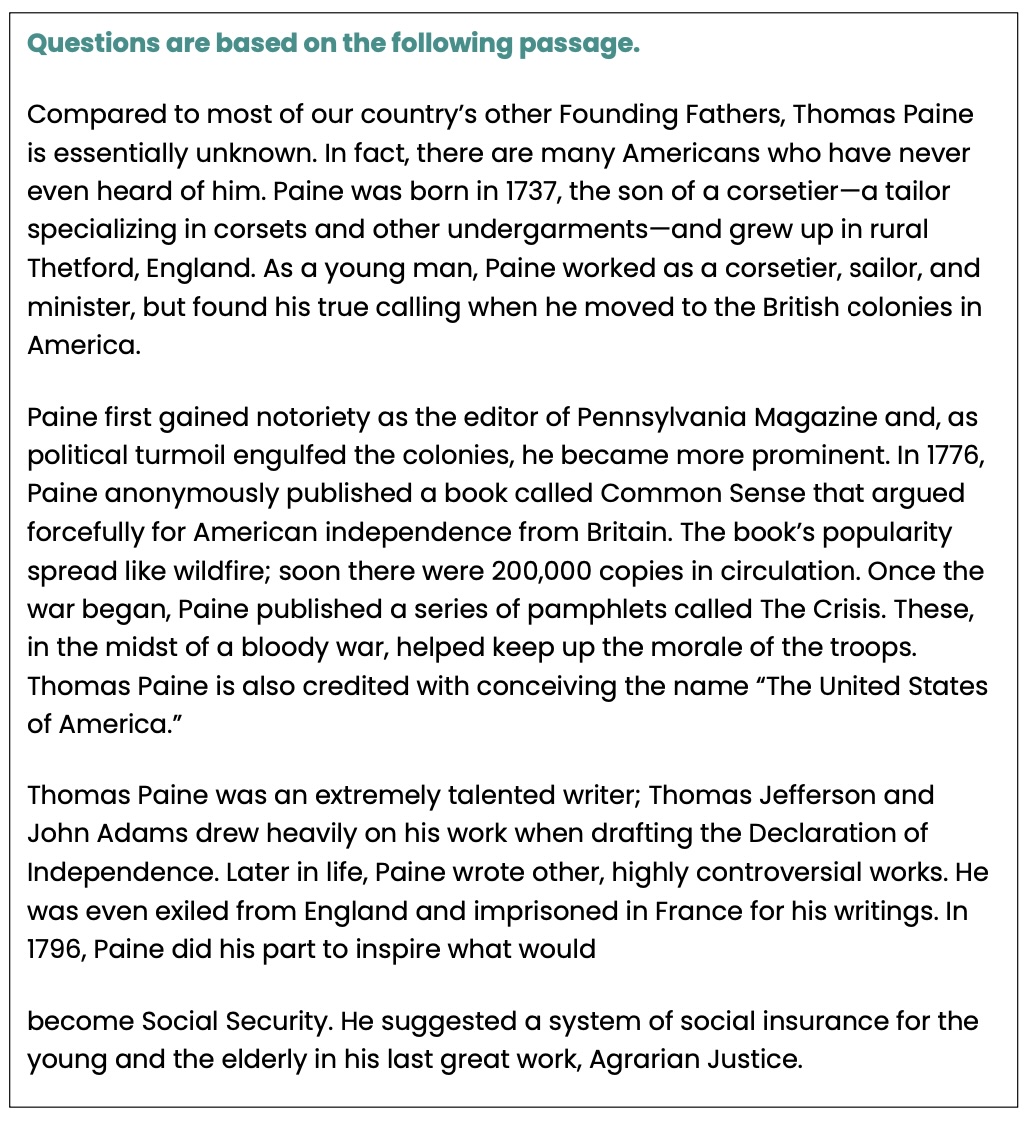 Questions are based on the following passage.
Compared to most of our country’s other Founding Fathers, Thomas Paine
is essentially unknown. In fact, there are many Americans who have never
even heard of him. Paine was born in 1737, the son of a corsetier—a tailor
specializing in corsets and other undergarments—and grew up in rural
Thetford, England. As a young man, Paine worked as a corsetier, sailor, and
minister, but found his true calling when he moved to the British colonies in
America.
Paine first gained notoriety as the editor of Pennsylvania Magazine and, as
political turmoil engulfed the colonies, he became more prominent. In 1776,
Paine anonymously published a book called Common Sense that argued
forcefully for American independence from Britain. The book’s popularity
spread like wildfire; soon there were 200,000 copies in circulation. Once the
war began, Paine published a series of pamphlets called The Crisis. These,
in the midst of a bloody war, helped keep up the morale of the troops.
Thomas Paine is also credited with conceiving the name “The United States
of America.”
Thomas Paine was an extremely talented writer; Thomas Jefferson and
John Adams drew heavily on his work when drafting the Declaration of
Independence. Later in life, Paine wrote other, highly controversial works. He
was even exiled from England and imprisoned in France for his writings. In
1796, Paine did his part to inspire what would
become Social Security. He suggested a system of social insurance for the
young and the elderly in his last great work, Agrarian Justice.